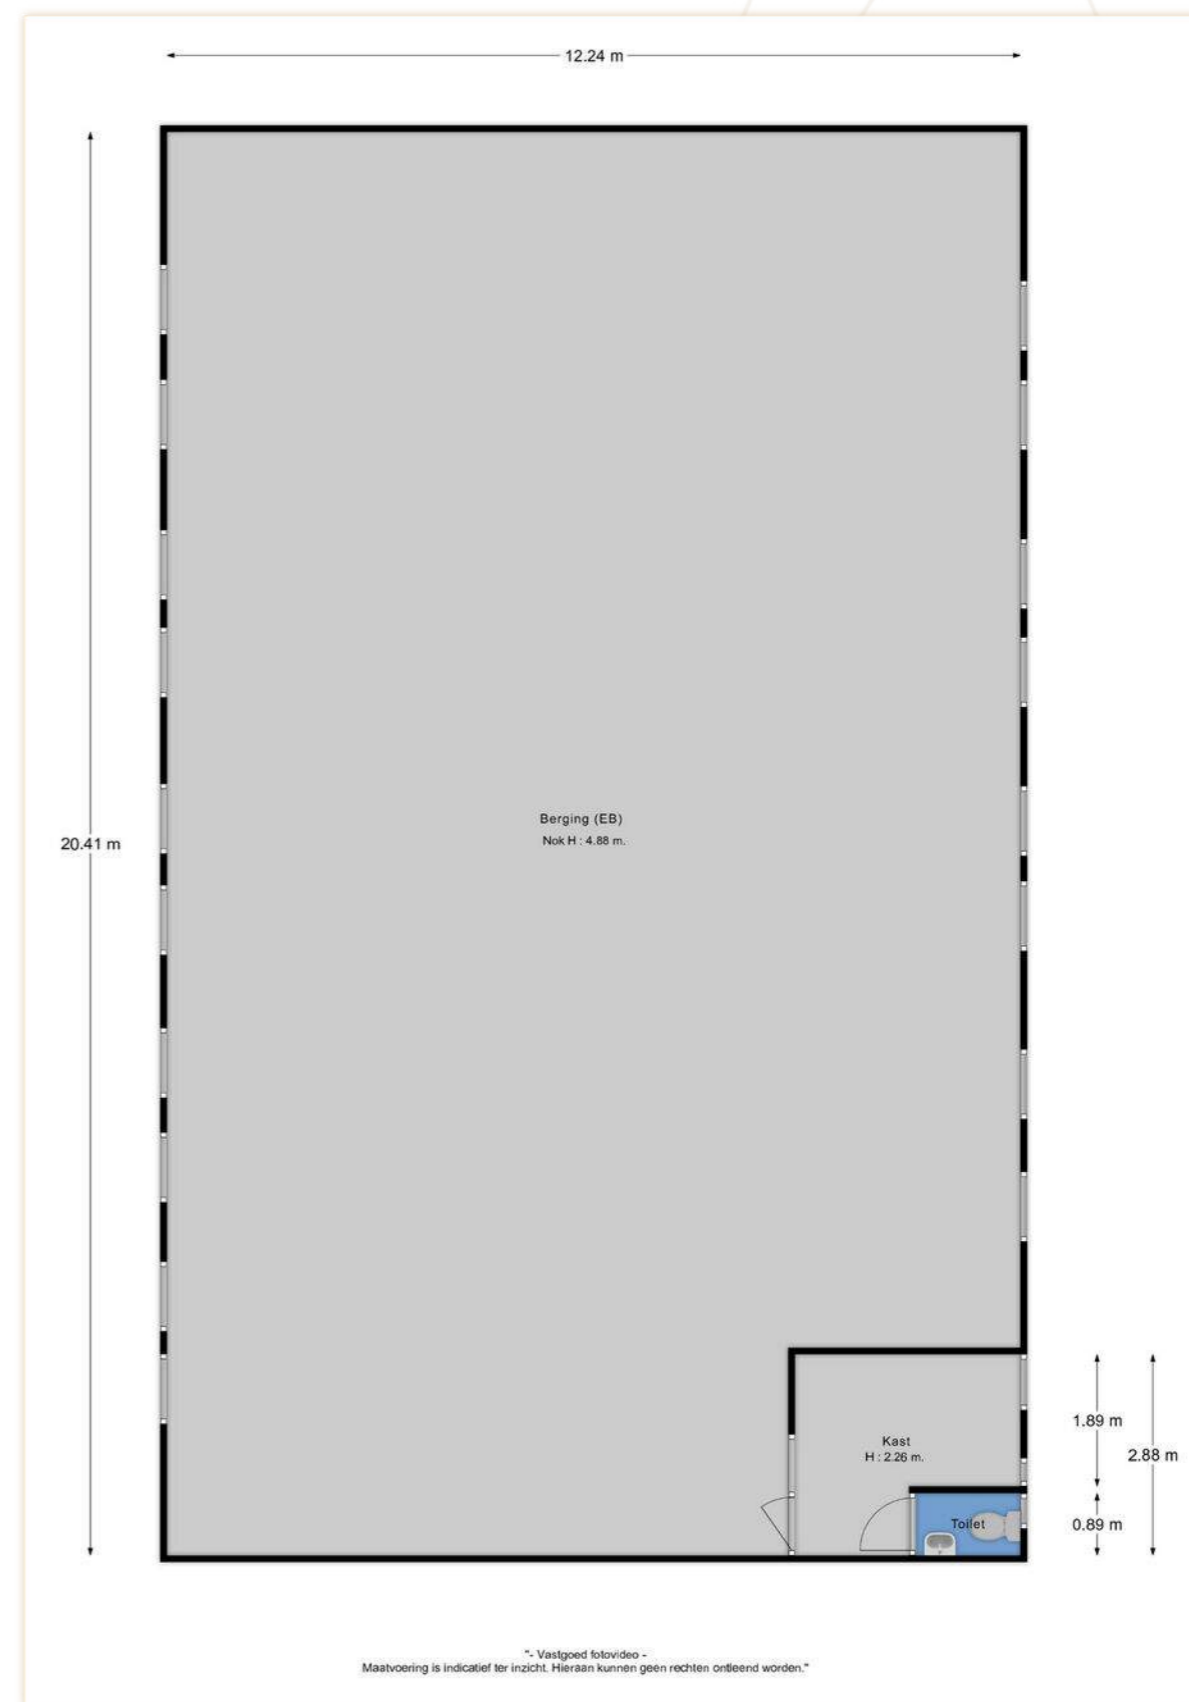 12.24 m
20.41 m
Berging (EB)
Nok H : 4.88 m.
Kast
H : 2.26 m.
1.89 m
2.88 m
Toilet
0.89 m
"- Vastgoed fotovideo -
Maatvoering is indicatief ter inzicht. Hieraan kunnen geen rechten ontleend worden."